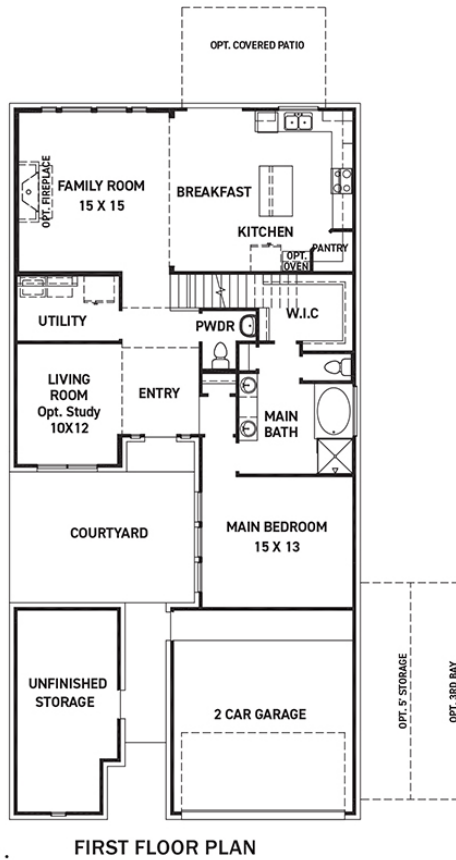 OPT. COVERED PATIO
OPT. FIREPLACE
FAMILY ROOM
15 X 15
BREAKFAST
KITCHEN
OPT.
OVEN
PANTRY
UTILITY
PWDR
W.I.C
LIVING
ROOM
Opt. Study
10X12
ENTRY
MAIN
BATH
COURTYARD
MAIN BEDROOM
15 X 13
UNFINISHED
STORAGE
2 CAR GARAGE
OPT. 5' STORAGE
OPT. 3RD BAY
. FIRST FLOOR PLAN